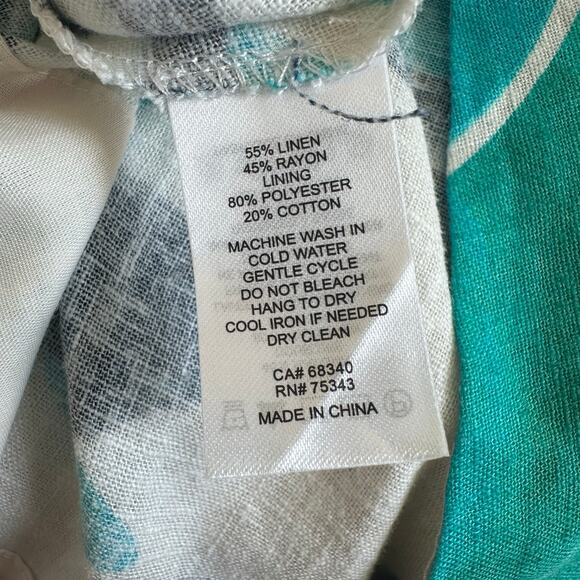 55% LINEN
45% RAYON
LINING
80% POLYESTER
20% COTTON
MACHINE WASH IN
COLD WATER
GENTLE CYCLE
DO NOT BLEACH
HANG TO DRY
COOL IRON IF NEEDED
DRY CLEAN
CA# 68340
RN# 75343
MADE IN CHINA